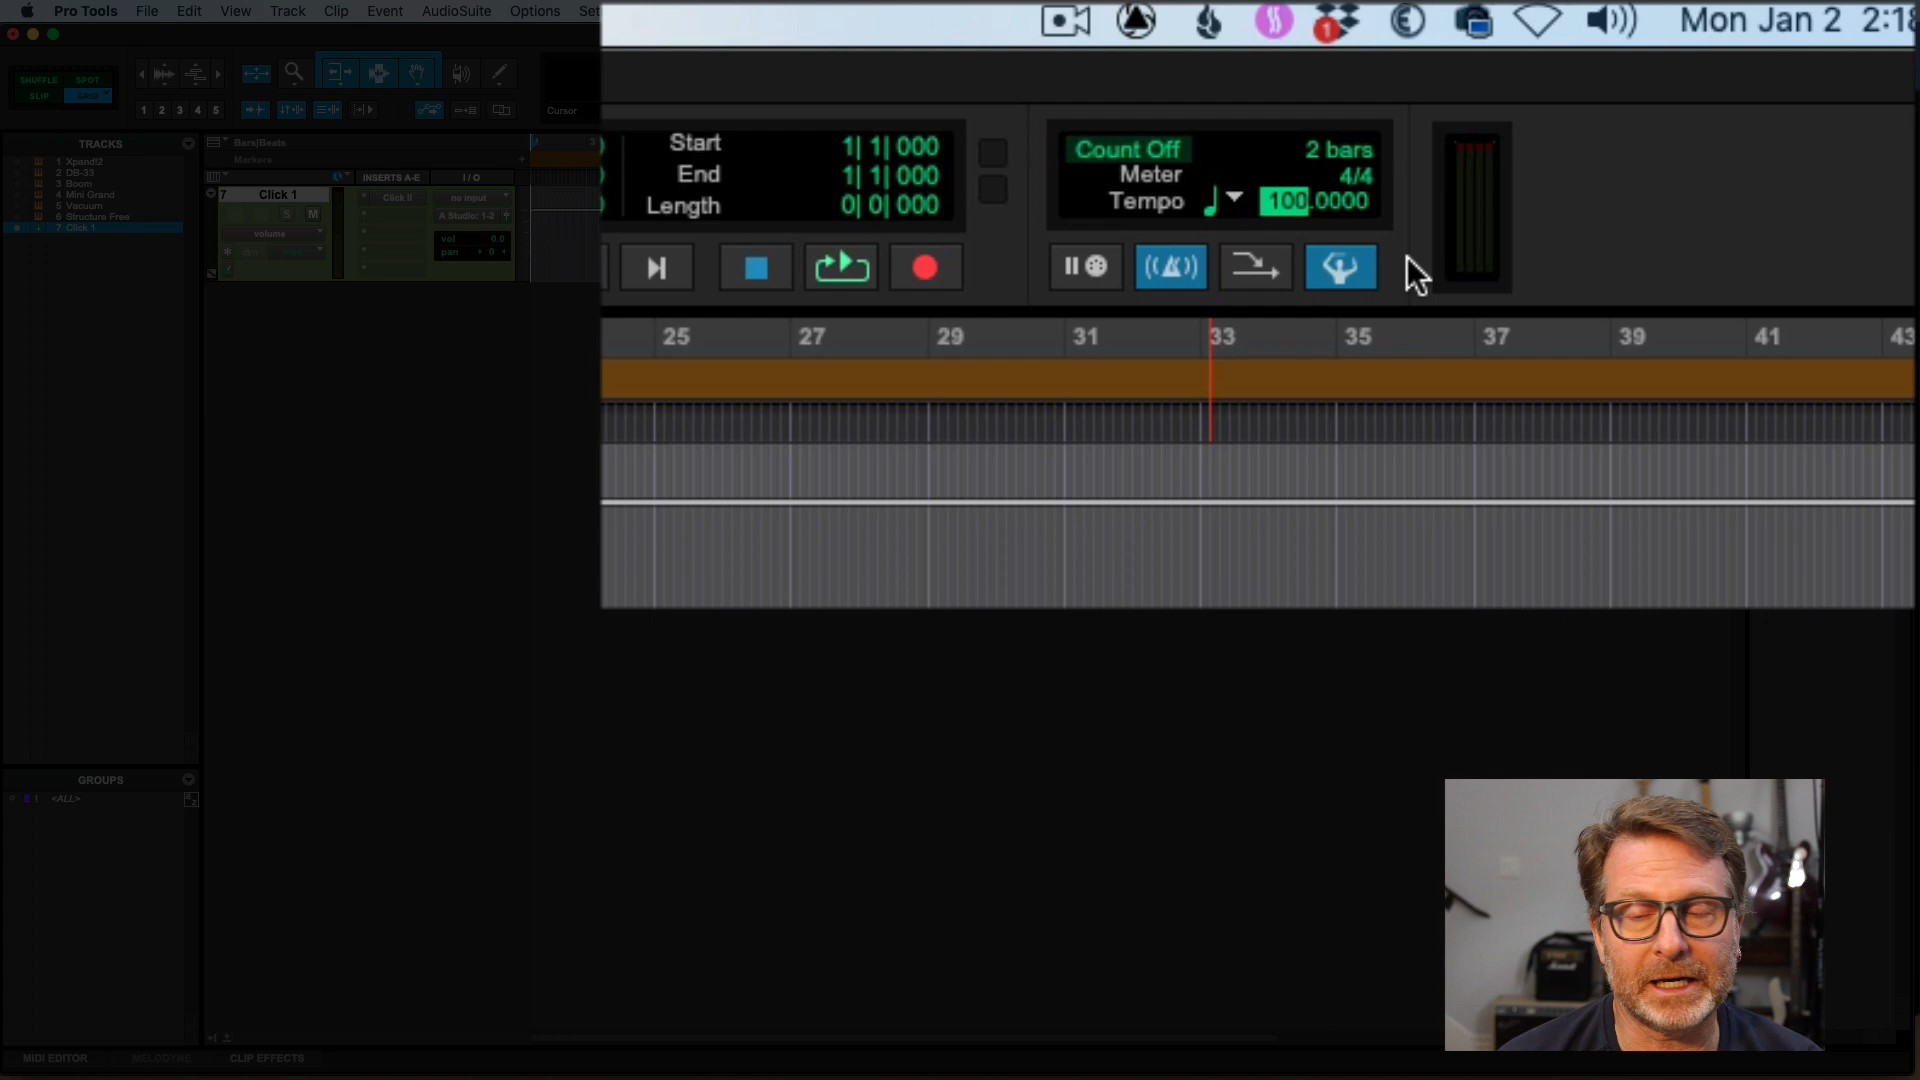 Pro Tools File Edit View Track Clip Event AudioSuite Options
Mon Jan 2
SHUFFLE SPOT
SLIP GRID
1 2 3 4 5
Cursor
Start 1| 1| 000
End 1| 1| 000
Length 0| 0| 000
Count Off 2 bars
Meter 4/4
Tempo 100.0000
TRACKS
1 Xpand!2
2 DB-33
3 Boom
4 Mini Grand
5 Vacuum
6 Structure Free
7 Click 1
Bars|Beats
3
Markers
INSERTS A-E I / O
7 Click 1
Click II
no input
S M
A Studio: 1-2
volume
vol 0.0
pan 0
25 27 29 31 33 35 37 39 41 43
GROUPS
! <ALL>
MIDI EDITOR MELODYNE CLIP EFFECTS